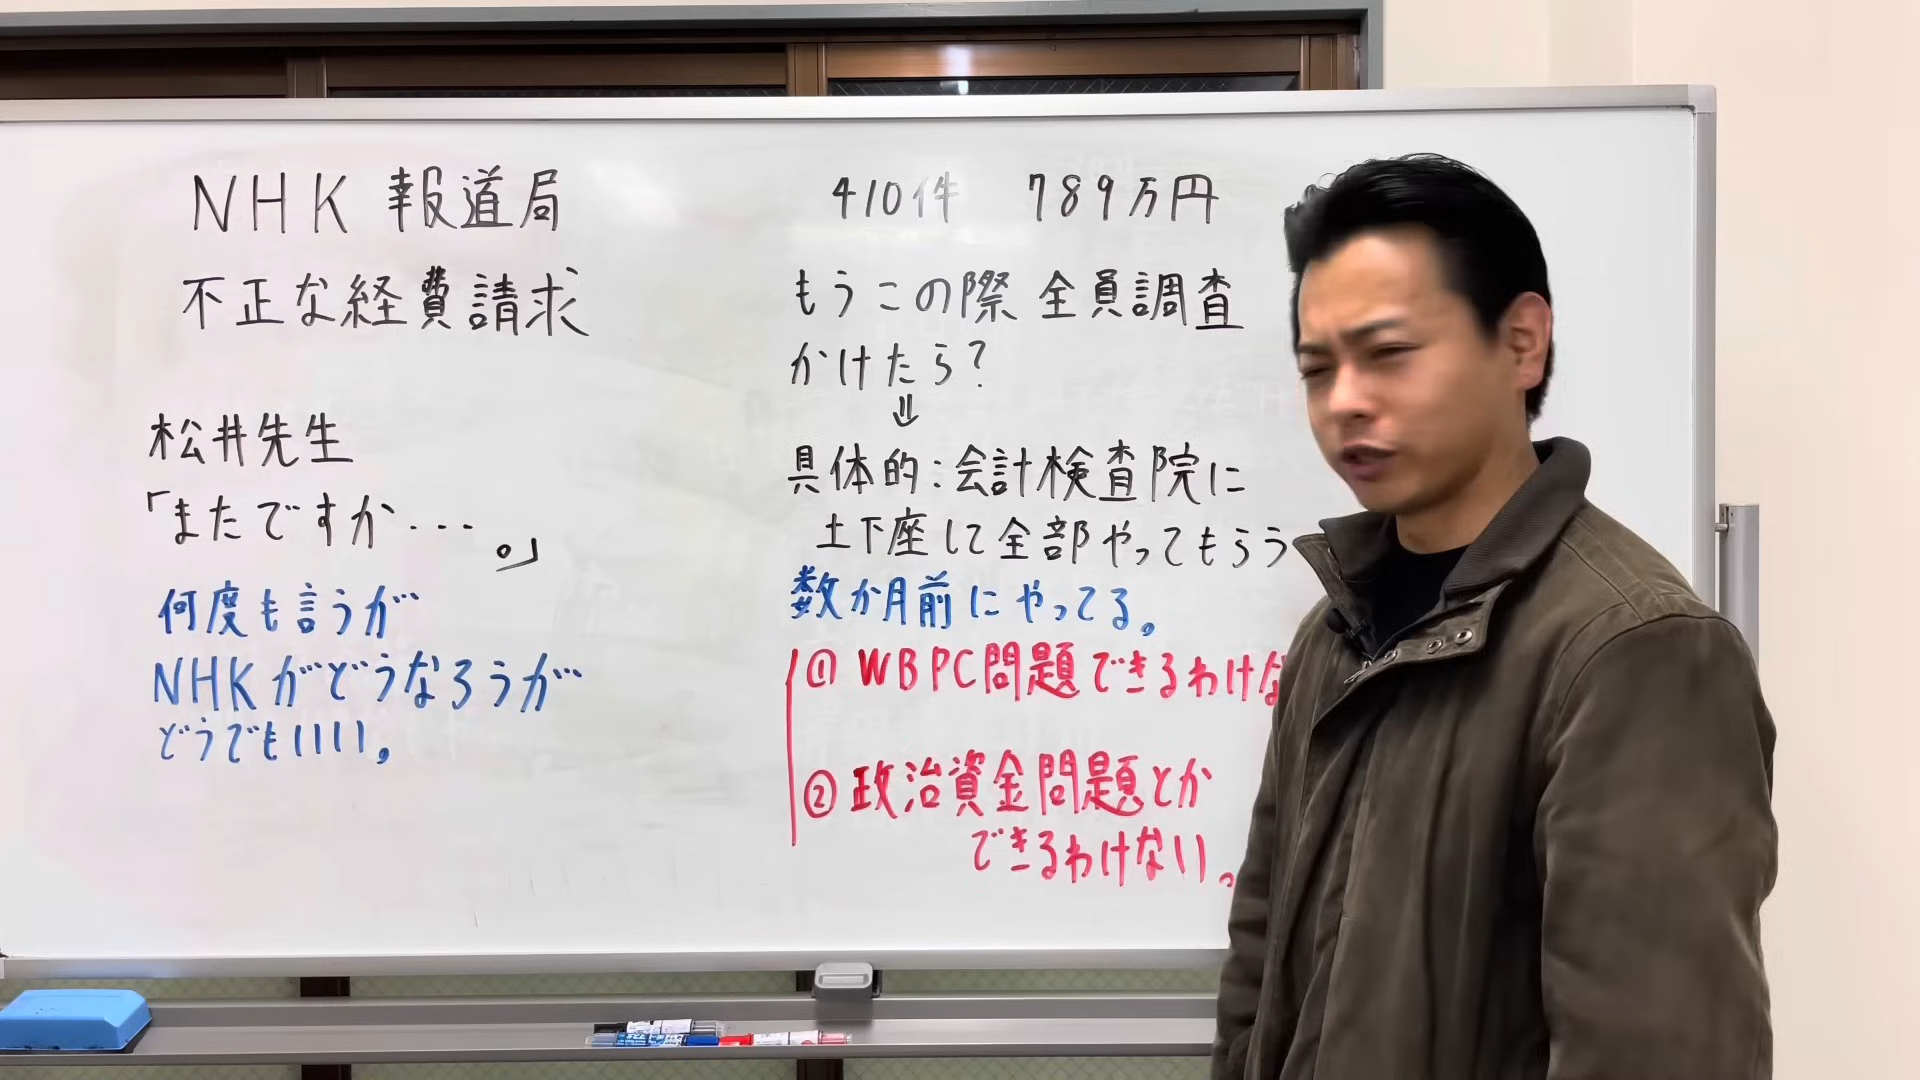 NHK 報道局
不正な経費請求
松井先生
「またですか・・・。」
何度も言うが
NHKがどうなろうが
どうでもいい。
410件 789万円
もうこの際 全員調査
かけたら?
⇓
具体的:会計検査院に
土下座して全部やってもらう
数か月前にやってる。
① WBPC問題できるわけな
② 政治資金問題とか
できるわけない。